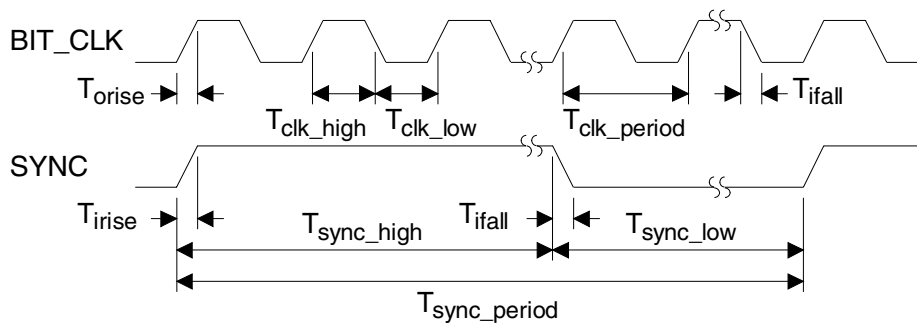 BIT_CLK
T_orise
T_clk_high
T_clk_low
T_clk_period
T_ifall
SYNC
T_irise
T_sync_high
T_ifall
T_sync_low
T_sync_period